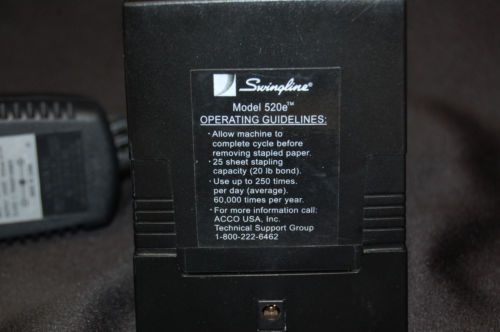 Swingline®
Model 520e™
OPERATING GUIDELINES:
· Allow machine to
complete cycle before
removing stapled paper.
· 25 sheet stapling
capacity (20 lb bond).
· Use up to 250 times.
per day (average).
60,000 times per year.
· For more information call:
ACCO USA, Inc.
Technical Support Group
1-800-222-6462